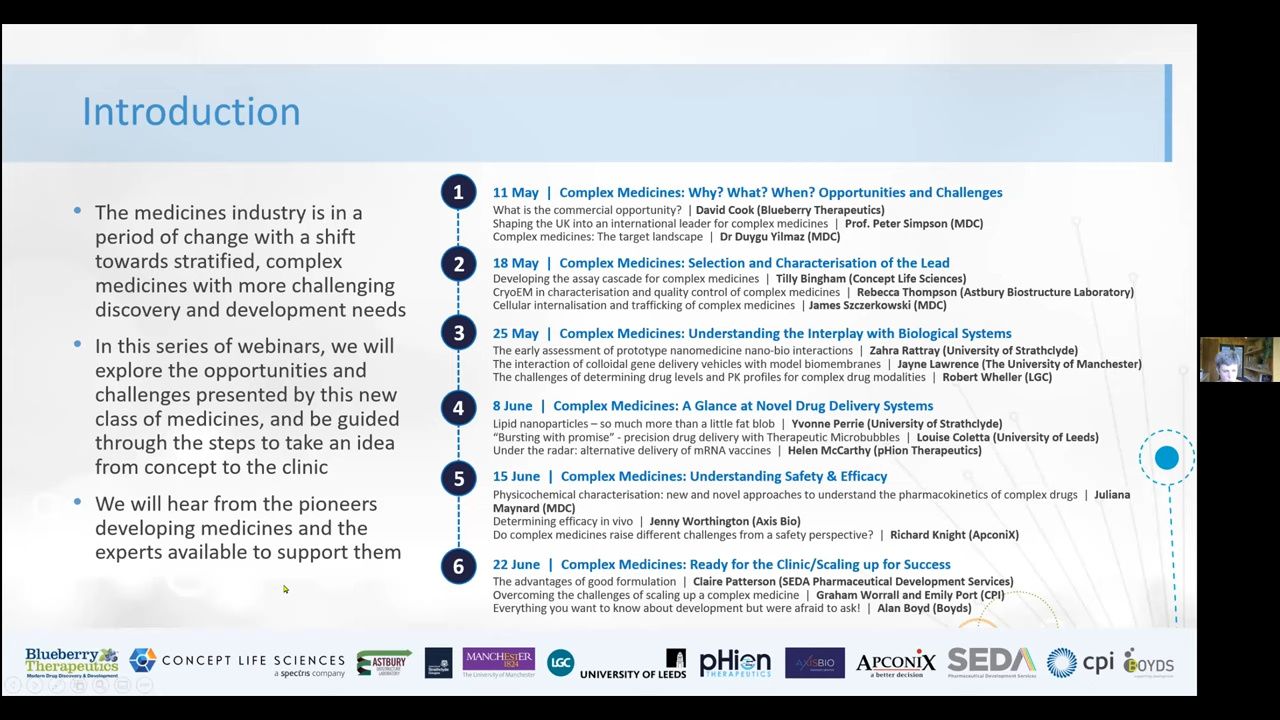 Introduction
The medicines industry is in a
period of change with a shift
towards stratified, complex
medicines with more challenging
discovery and development needs
In this series of webinars, we will
explore the opportunities and
challenges presented by this new
class of medicines, and be guided
through the steps to take an idea
from concept to the clinic
We will hear from the pioneers
developing medicines and the
experts available to support them
1
11 May | Complex Medicines: Why? What? When? Opportunities and Challenges
What is the commercial opportunity? | David Cook (Blueberry Therapeutics)
Shaping the UK into an international leader for complex medicines | Prof. Peter Simpson (MDC)
Complex medicines: The target landscape | Dr Duygu Yilmaz (MDC)
2
18 May | Complex Medicines: Selection and Characterisation of the Lead
Developing the assay cascade for complex medicines | Tilly Bingham (Concept Life Sciences)
CryoEM in characterisation and quality control of complex medicines | Rebecca Thompson (Astbury Biostructure Laboratory)
Cellular internalisation and trafficking of complex medicines | James Szczerkowski (MDC)
3
25 May | Complex Medicines: Understanding the Interplay with Biological Systems
The early assessment of prototype nanomedicine nano-bio interactions | Zahra Rattray (University of Strathclyde)
The interaction of colloidal gene delivery vehicles with model biomembranes | Jayne Lawrence (The University of Manchester)
The challenges of determining drug levels and PK profiles for complex drug modalities | Robert Wheller (LGC)
4
8 June | Complex Medicines: A Glance at Novel Drug Delivery Systems
Lipid nanoparticles – so much more than a little fat blob | Yvonne Perrie (University of Strathclyde)
“Bursting with promise” - precision drug delivery with Therapeutic Microbubbles | Louise Coletta (University of Leeds)
Under the radar: alternative delivery of mRNA vaccines | Helen McCarthy (pHion Therapeutics)
5
15 June | Complex Medicines: Understanding Safety & Efficacy
Physicochemical characterisation: new and novel approaches to understand the pharmacokinetics of complex drugs | Juliana
Maynard (MDC)
Determining efficacy in vivo | Jenny Worthington (Axis Bio)
Do complex medicines raise different challenges from a safety perspective? | Richard Knight (ApconiX)
6
22 June | Complex Medicines: Ready for the Clinic/Scaling up for Success
The advantages of good formulation | Claire Patterson (SEDA Pharmaceutical Development Services)
Overcoming the challenges of scaling up a complex medicine | Graham Worrall and Emily Port (CPI)
Everything you want to know about development but were afraid to ask! | Alan Boyd (Boyds)
Blueberry
Therapeutics
Modern Drug Discovery & Development
CONCEPT LIFE SCIENCES
a spectris company
ASTBURY
MANCHESTER
1824
The University of Manchester
LGC
UNIVERSITY OF LEEDS
pHion
THERAPEUTICS
AXISBIO
APCONIX
a better decision
SEDA
Pharmaceutical Development Services
cpi
BOYDS